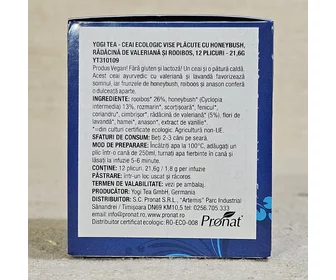 YOGI TEA - CEAI ECOLOGIC VISE PLĂCUTE CU HONEYBUSH,
RĂDĂCINĂ DE VALERIANĂ ȘI ROOIBOS, 12 PLICURI - 21,6G
YT310109
Produs Vegan! Fără gluten și lactoză! Un ceai și o pătură caldă.
Acest ceai ayurvedic cu valeriană și lavandă favorizează
somnul, iar honeybush ceaiul, rooibos și anason conferă
o dulceață aparte.
INGREDIENTE: rooibos* 26%, honeybush* (Cyclopia
intermedia) 13%, rozmarin*, scorțișoară*, fenicul*,
coriandru*, cimbrișor*, rădăcină de valeriană* (5%), flori
de lavandă*, hamei*, anason*, extract de vanilie*.
*=din culturi certificate ecologic. Agricultură non-UE.
SFATURI DE CONSUM: Beți 2-3 căni pe seară.
MOD DE PREPARARE: Încălziți apa la 100°C, adăugați un
plic într-o cană de 250ml, turnați apa fierbinte în cană și
lăsați la infuzie 5-6 minute.
CONȚINE: 12 plicuri, 21,6g / 1,8 g per infuzie
PĂSTRARE: într-un loc uscat și răcoros.
TERMEN DE VALABILITATE: vezi pe ambalaj.
PRODUCĂTOR: Yogi Tea GmbH, Germania
DISTRIBUITOR: S.C. Pronat S.R.L., "Artemis" Parc Industrial
Sânandrei / Timișoara DN69 KM10,5 tel. 0256.705.333
office@pronat.ro www.pronat.ro
Distribuitor certificat ecologic: RO-ECO-008
Pronat